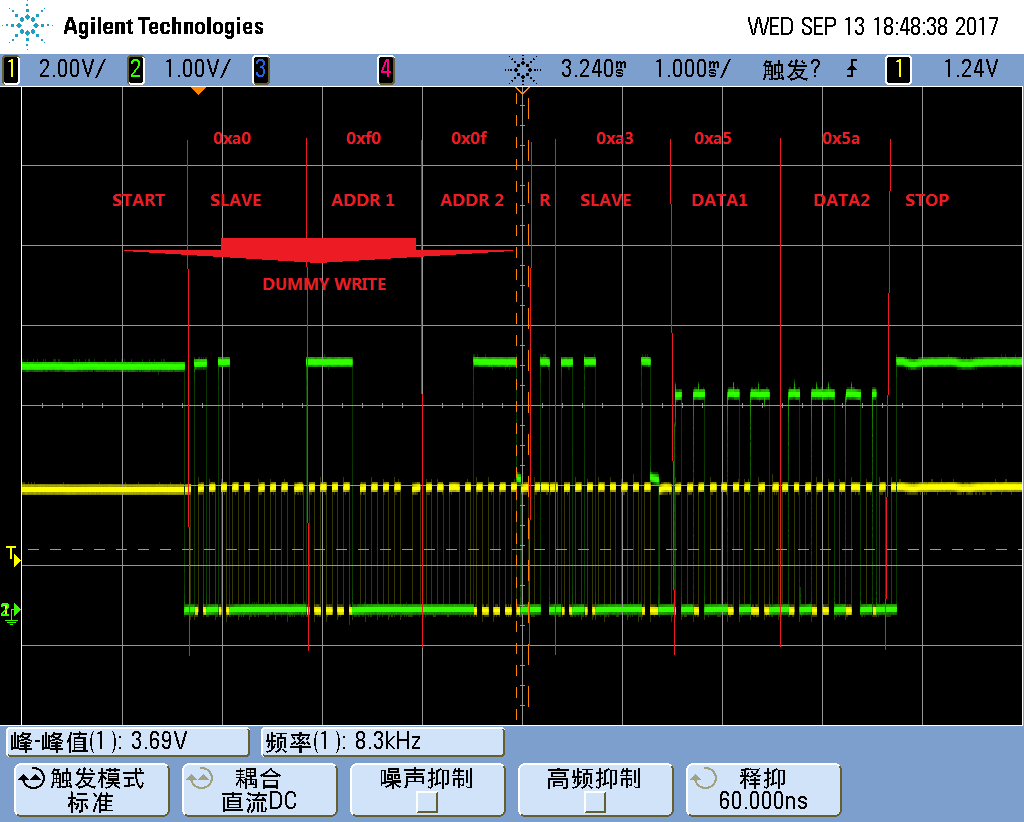 Agilent Technologies WED SEP 13 18:48:38 2017
1 2.00V/ 2 1.00V/ 3 4 3.240ms 1.000ms/ 触发? 1 1.24V
0xa0 0xf0 0x0f 0xa3 0xa5 0x5a
START SLAVE ADDR 1 ADDR 2 R SLAVE DATA1 DATA2 STOP
DUMMY WRITE
T
2
峰-峰值(1): 3.69V 频率(1): 8.3kHz
触发模式 耦合 噪声抑制 高频抑制 释抑
标准 直流DC 60.000ns